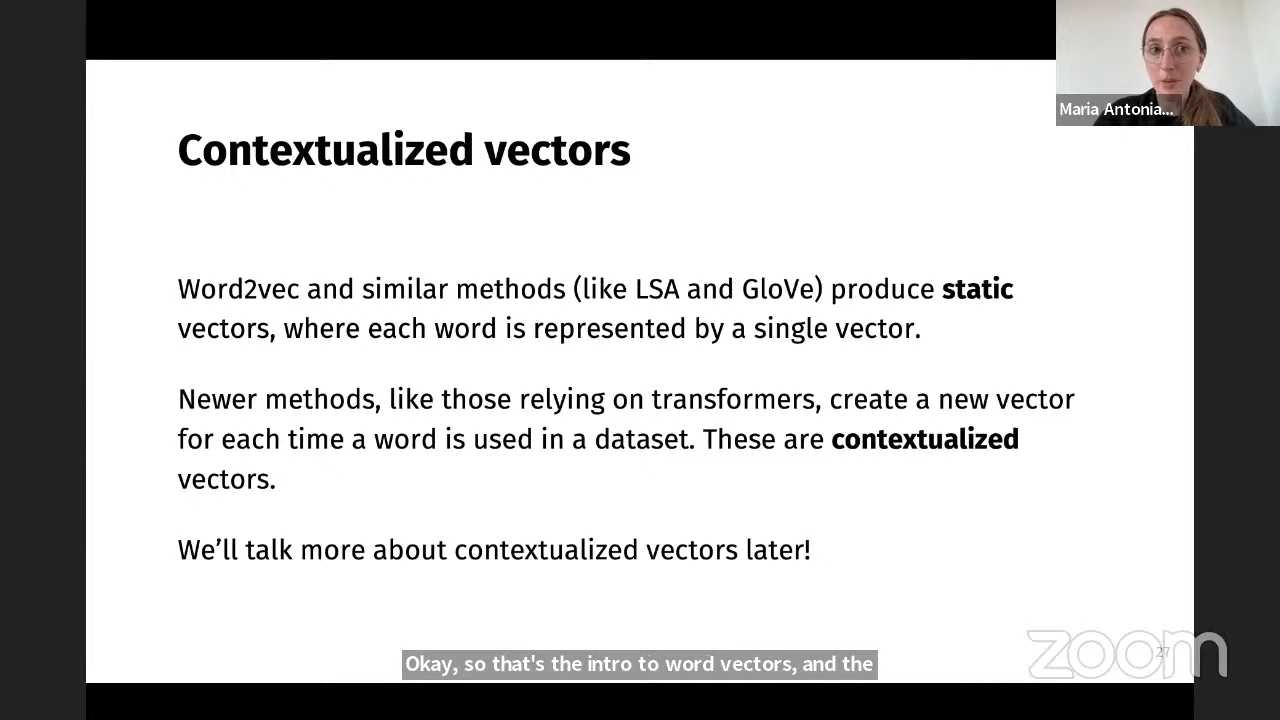 Maria Antonia...
Contextualized vectors
Word2vec and similar methods (like LSA and GloVe) produce static
vectors, where each word is represented by a single vector.
Newer methods, like those relying on transformers, create a new vector
for each time a word is used in a dataset. These are contextualized
vectors.
We’ll talk more about contextualized vectors later!
Okay, so that's the intro to word vectors, and the
zoom
27